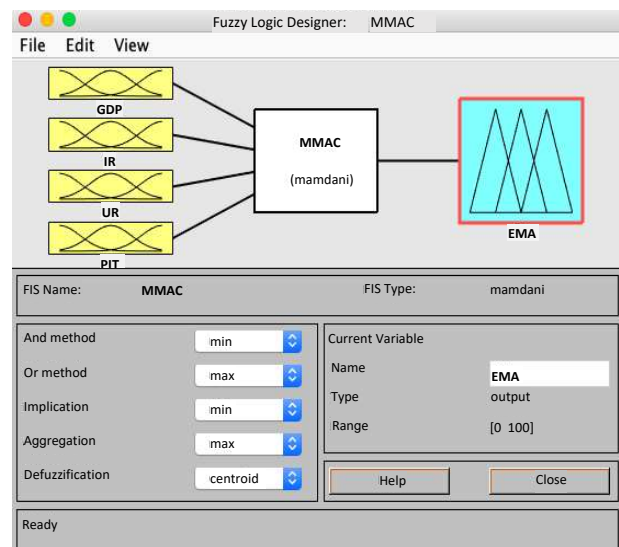 Fuzzy Logic Designer: MMAC
File Edit View
GDP
IR
UR
PIT
MMAC
(mamdani)
EMA
FIS Name: MMAC FIS Type: mamdani
And method min
Or method max
Implication min
Aggregation max
Defuzzification centroid
Current Variable
Name EMA
Type output
Range [0 100]
Help Close
Ready